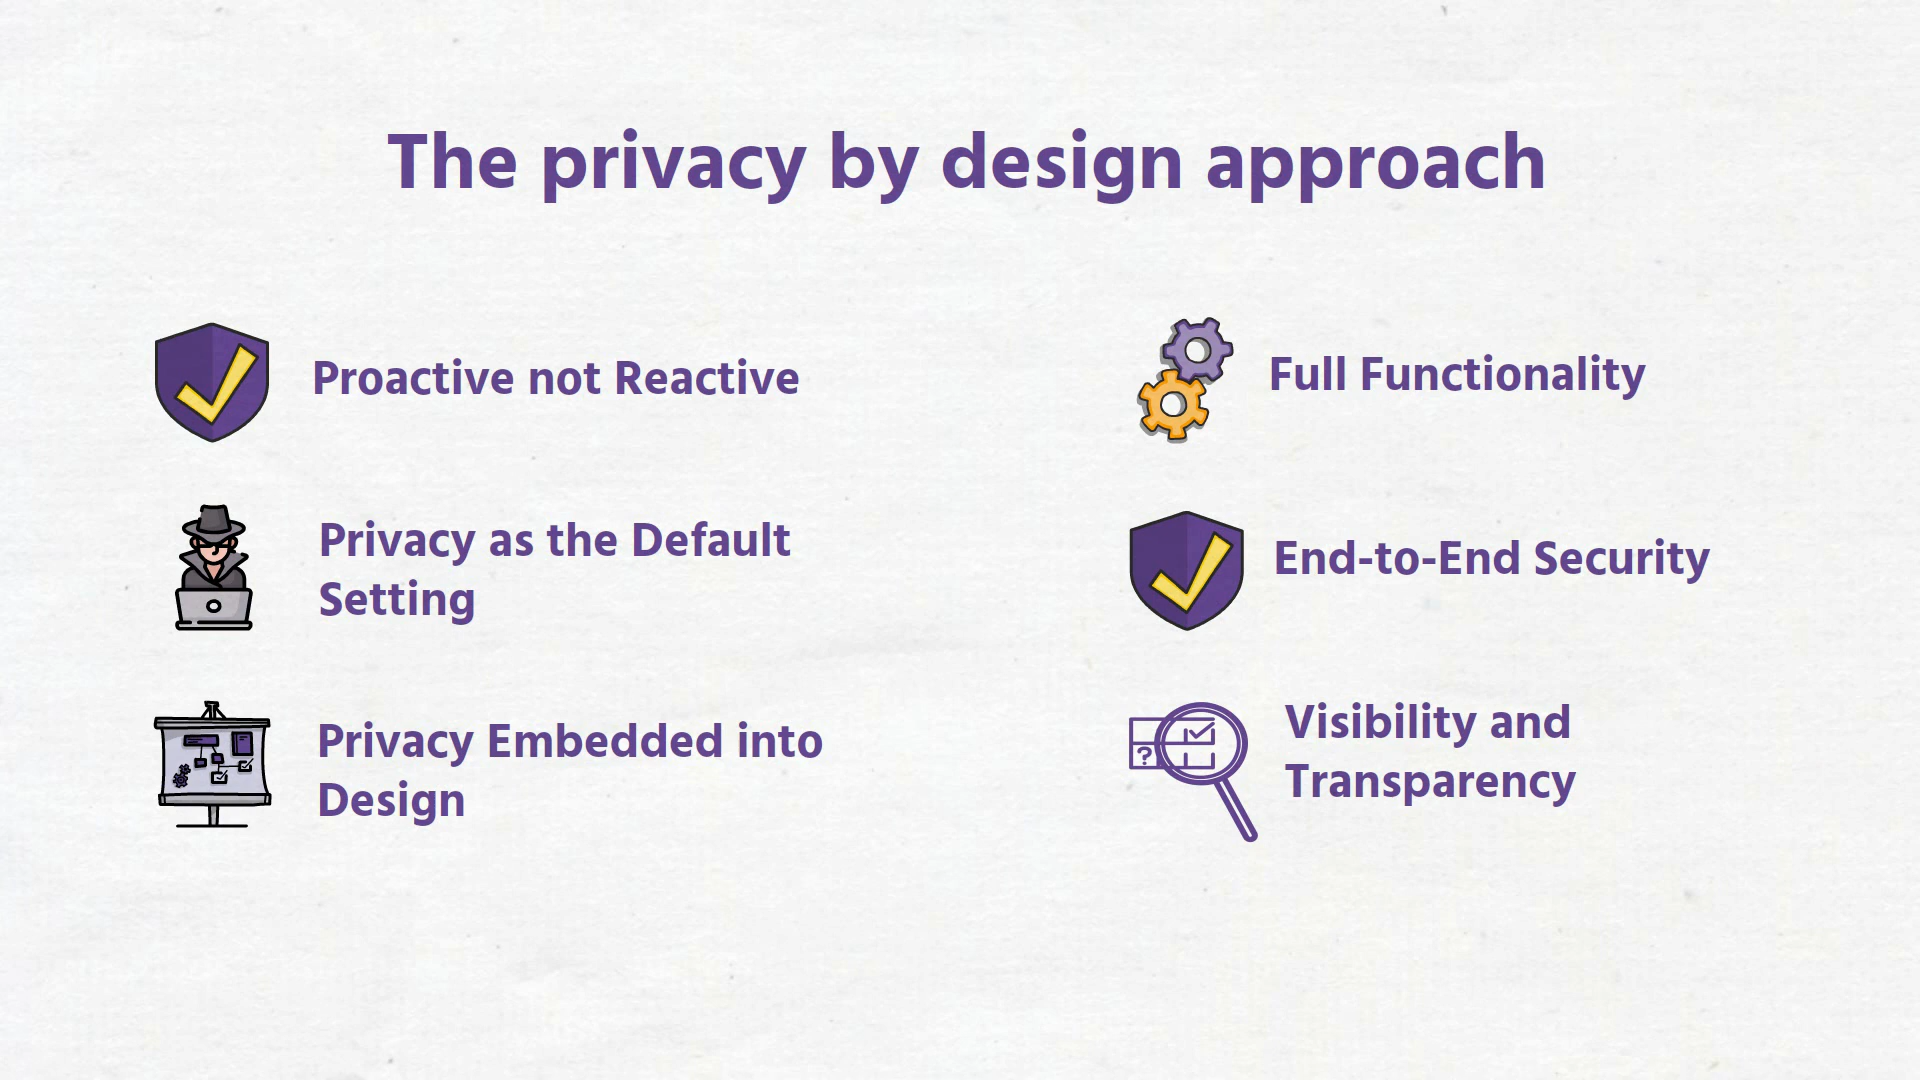 The privacy by design approach
Proactive not Reactive
Privacy as the Default
Setting
Privacy Embedded into
Design
Full Functionality
End-to-End Security
Visibility and
Transparency
?